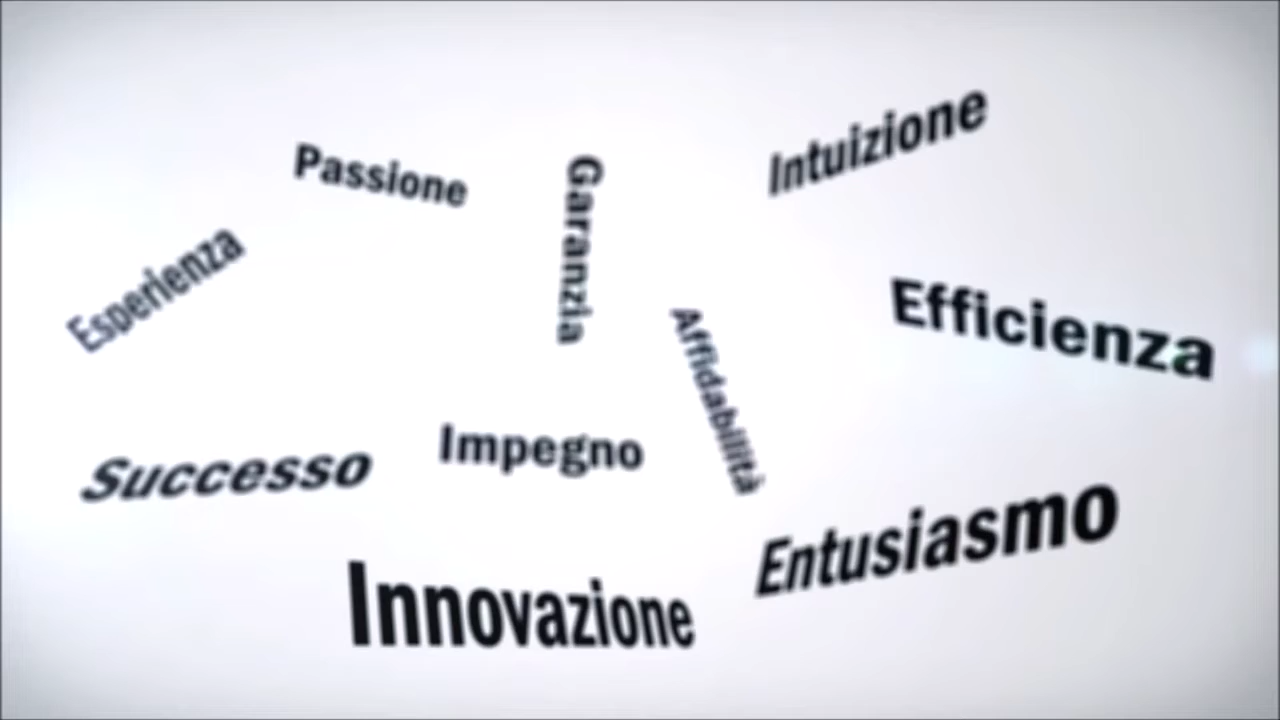 Passione
Garanzia
Intuizione
Esperienza
Efficienza
Affidabilità
Successo
Impegno
Entusiasmo
Innovazione